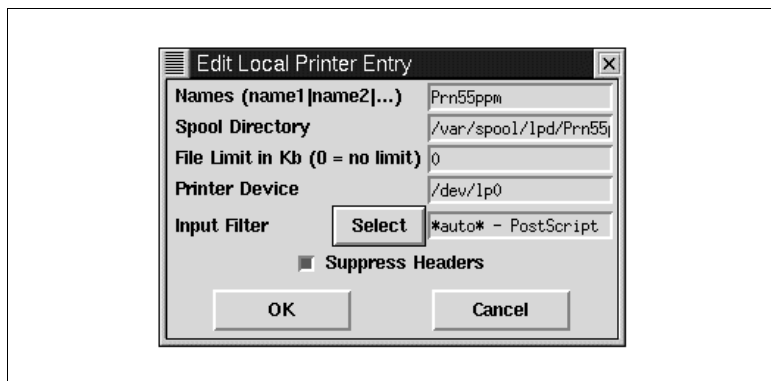 Edit Local Printer Entry
Names (name1|name2|...) Prn55ppm
Spool Directory /var/spool/lpd/Prn55
File Limit in Kb (0 = no limit) 0
Printer Device /dev/lp0
Input Filter Select *auto* - PostScript
Suppress Headers
OK Cancel